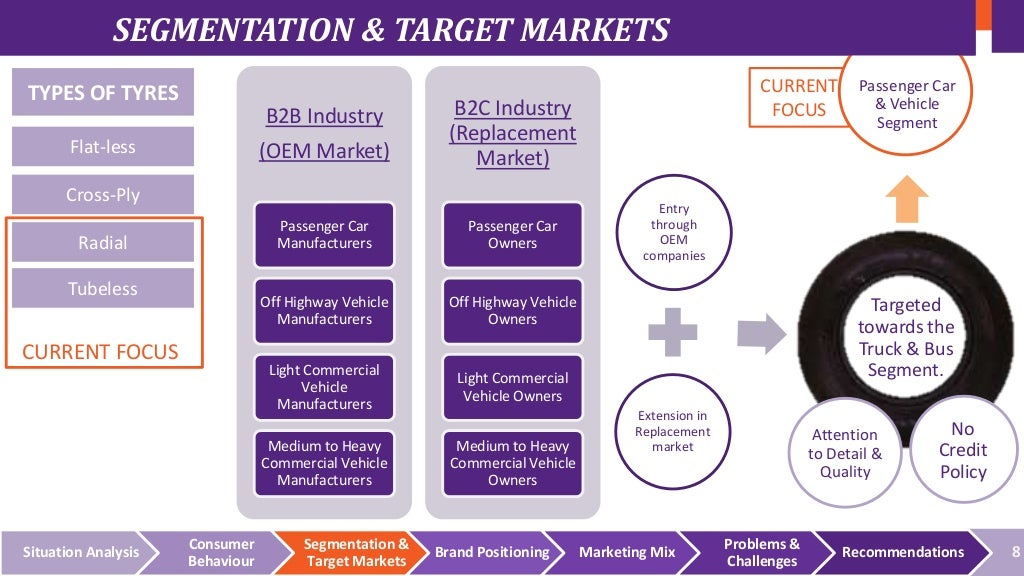 SEGMENTATION & TARGET MARKETS
TYPES OF TYRES
Flat-less
Cross-Ply
Radial
Tubeless
CURRENT FOCUS
B2B Industry
(OEM Market)
Passenger Car
Manufacturers
Off Highway Vehicle
Manufacturers
Light Commercial
Vehicle
Manufacturers
Medium to Heavy
Commercial Vehicle
Manufacturers
B2C Industry
(Replacement
Market)
Passenger Car
Owners
Off Highway Vehicle
Owners
Light Commercial
Vehicle Owners
Medium to Heavy
Commercial Vehicle
Owners
Entry
through
OEM
companies
Extension in
Replacement
market
CURRENT
FOCUS
Passenger Car
& Vehicle
Segment
Targeted
towards the
Truck & Bus
Segment.
Attention
to Detail &
Quality
No
Credit
Policy
Situation Analysis
Consumer
Behaviour
Segmentation &
Target Markets
Brand Positioning
Marketing Mix
Problems &
Challenges
Recommendations
8